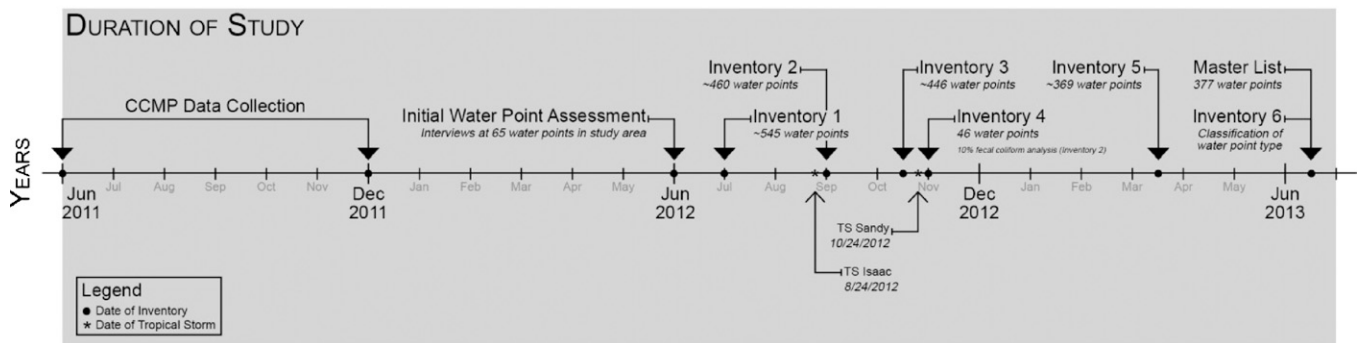 DURATION OF STUDY
YEARS
CCMP Data Collection
Initial Water Point Assessment
Interviews at 65 water points in study area
Inventory 2
~460 water points
Inventory 1
~545 water points
Inventory 3
~446 water points
Inventory 4
46 water points
10% fecal coliform analysis (Inventory 2)
Inventory 5
~369 water points
Master List
377 water points
Inventory 6
Classification of
water point type
Jun
2011
Jul
Aug
Sep
Oct
Nov
Dec
2011
Jan
Feb
Mar
Apr
May
Jun
2012
Jul
Aug
* Sep
Oct
* Nov
Dec
2012
Jan
Feb
Mar
Apr
May
Jun
2013
TS Sandy
10/24/2012
TS Isaac
8/24/2012
Legend
● Date of Inventory
* Date of Tropical Storm